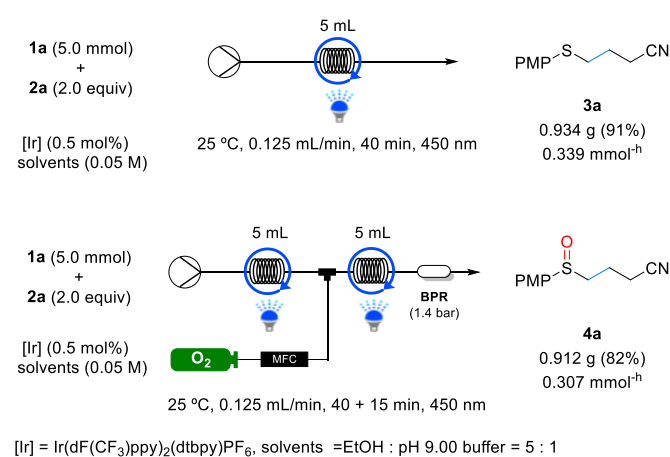 5 mL
1a (5.0 mmol)
+
2a (2.0 equiv)
[Ir] (0.5 mol%)
solvents (0.05 M)
25 ºC, 0.125 mL/min, 40 min, 450 nm
PMP S CN
3a
0.934 g (91%)
0.339 mmol-h
5 mL 5 mL
1a (5.0 mmol)
+
2a (2.0 equiv)
[Ir] (0.5 mol%)
solvents (0.05 M)
O2 MFC
BPR
(1.4 bar)
25 ºC, 0.125 mL/min, 40 + 15 min, 450 nm
O
PMP S CN
4a
0.912 g (82%)
0.307 mmol-h
[Ir] = Ir(dF(CF3)ppy)2(dtbpy)PF6, solvents =EtOH : pH 9.00 buffer = 5 : 1